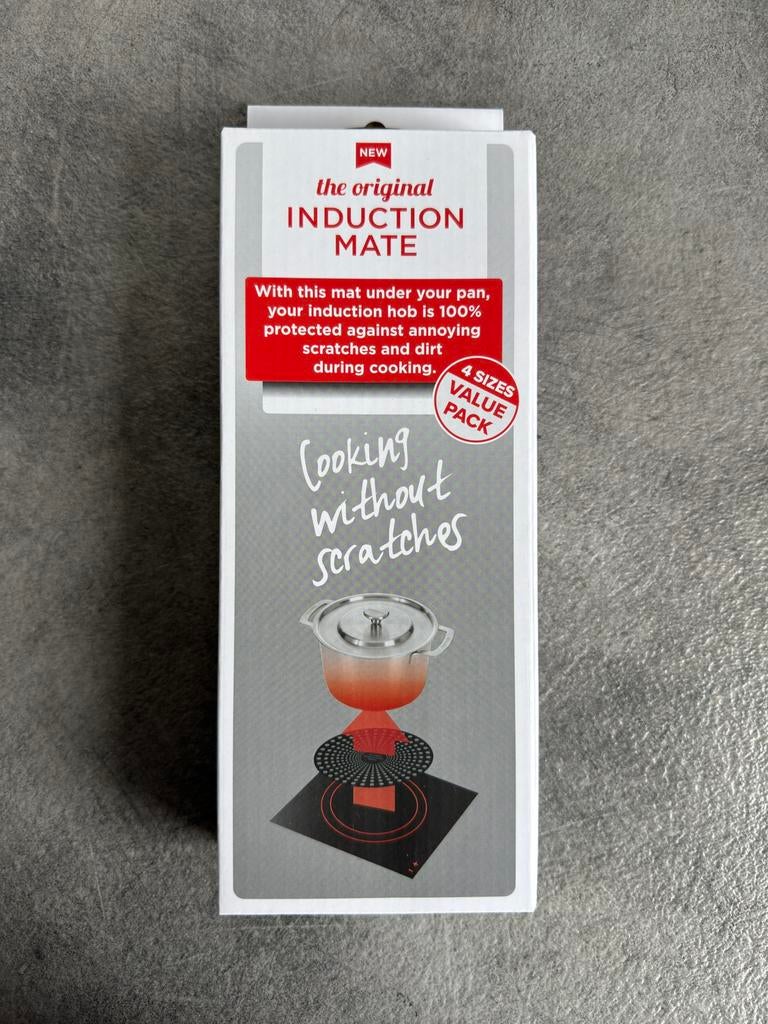 NEW
the original
INDUCTION
MATE
With this mat under your pan,
your induction hob is 100%
protected against annoying
scratches and dirt
during cooking.
4 SIZES
VALUE
PACK
Cooking
without
scratches